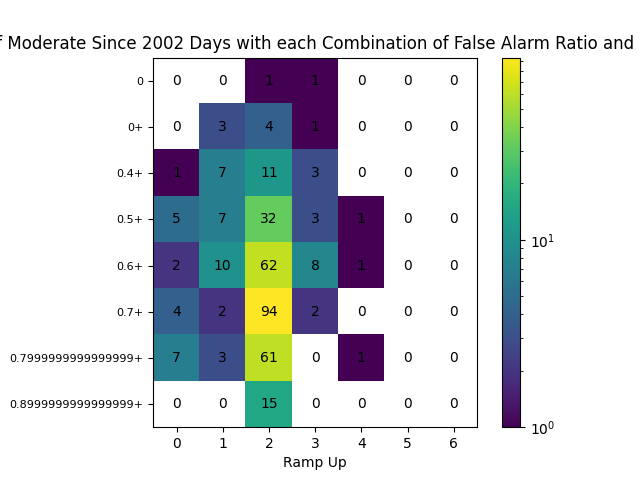 f Moderate Since 2002 Days with each Combination of False Alarm Ratio and
0 0 0 1 1 0 0 0
0+ 0 3 4 1 0 0 0
0.4+ 1 7 11 3 0 0 0
0.5+ 5 7 32 3 1 0 0
0.6+ 2 10 62 8 1 0 0
0.7+ 4 2 94 2 0 0 0
0.7999999999999999+ 7 3 61 0 1 0 0
0.8999999999999999+ 0 0 15 0 0 0 0
0 1 2 3 4 5 6
Ramp Up
10¹
10⁰